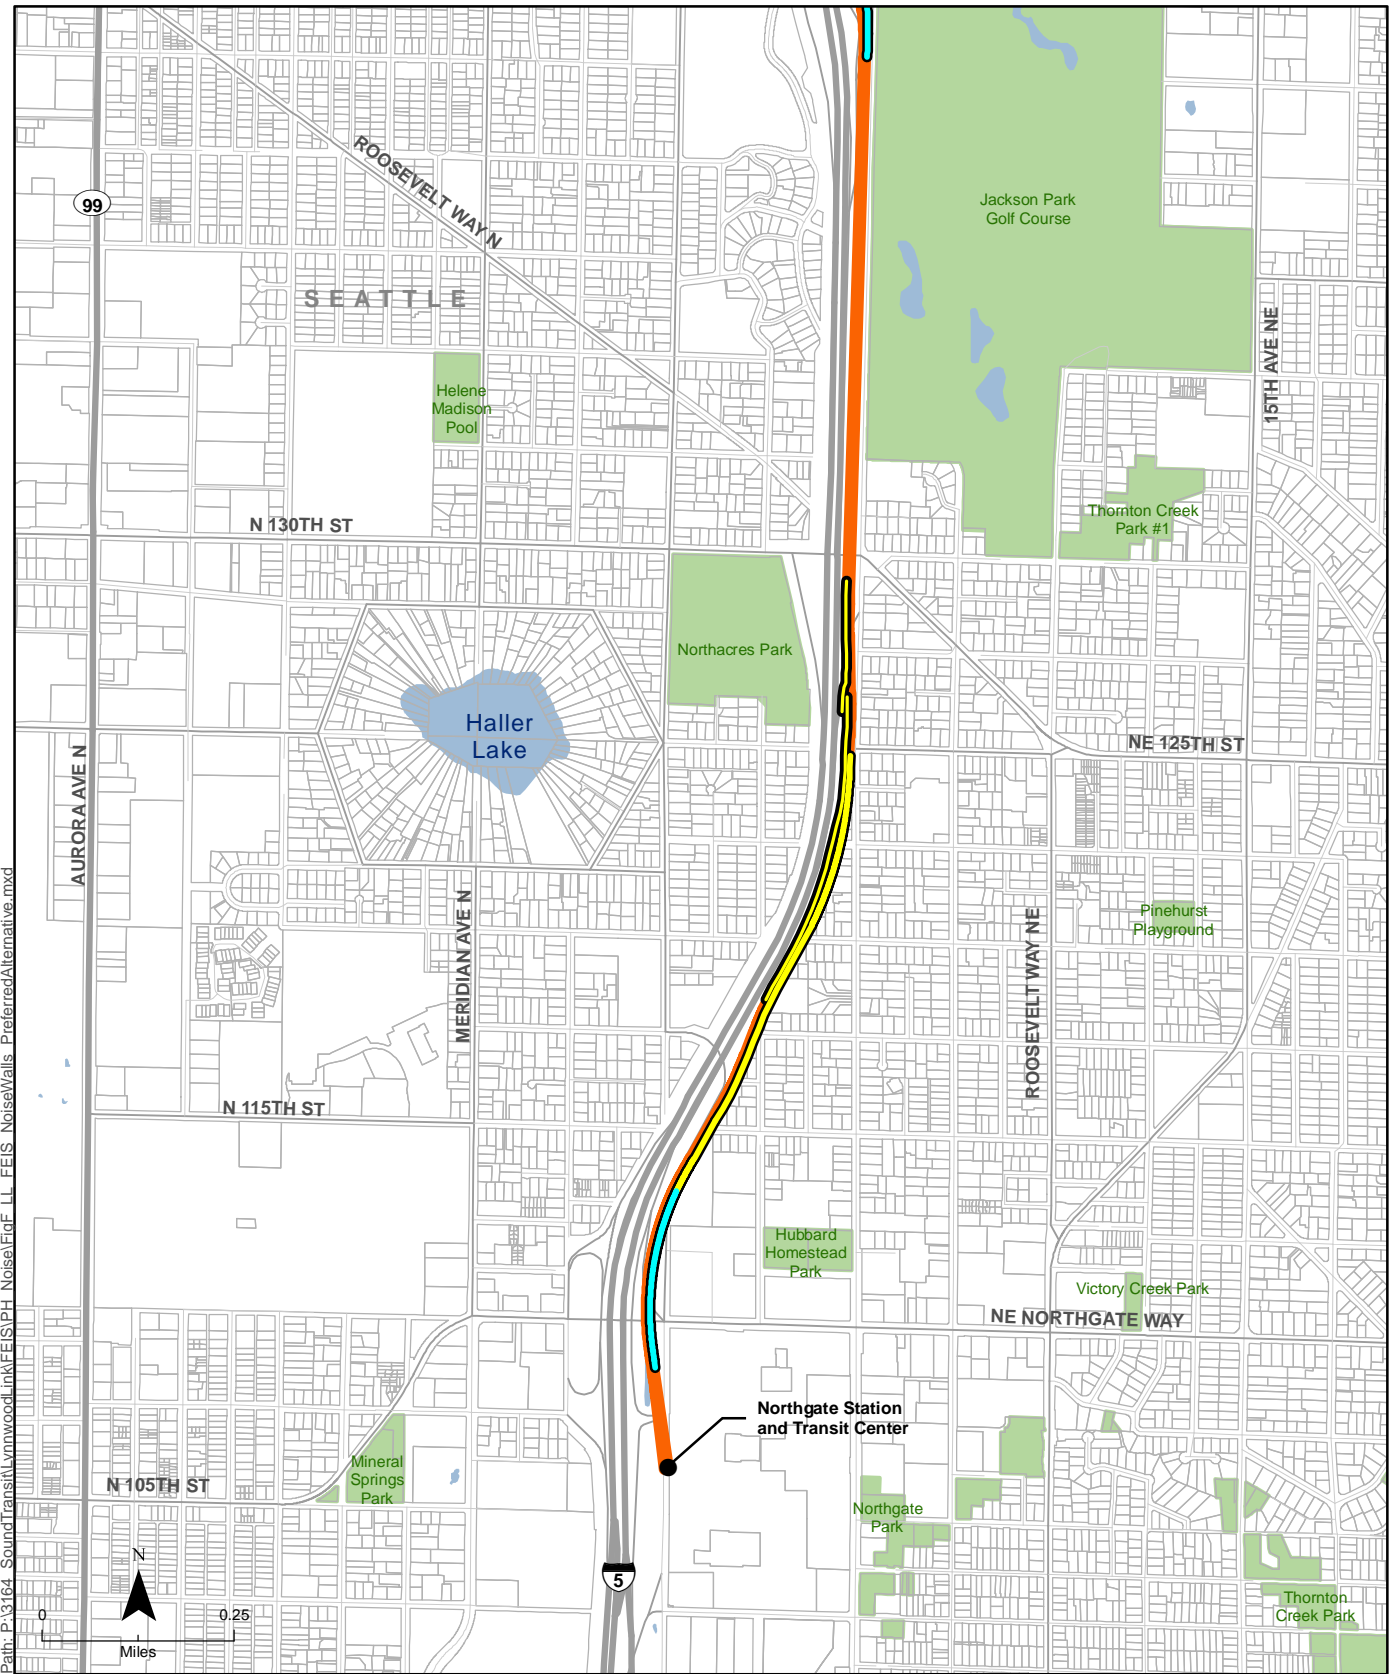 Jackson Park
Golf Course
ROOSEVELT WAY N
99
SEATTLE
15TH AVE NE
Helene
Madison
Pool
Thornton Creek
Park #1
N 130TH ST
Northacres Park
Haller
Lake
NE 125TH ST
AURORA AVE N
Pinehurst
Playground
MERIDIAN AVE N
ROOSEVELT WAY NE
N 115TH ST
Hubbard
Homestead
Park
Victory Creek Park
NE NORTHGATE WAY
Northgate Station
and Transit Center
Mineral
Springs
Park
N 105TH ST
Northgate
Park
N
5
Thornton
Creek Park
0
0.25
Miles
Path: P:\3164_SoundTransit\LynnwoodLink\FEIS\PH_Noise\FigF_LL_FEIS_NoiseWalls_PreferredAlternative.mxd